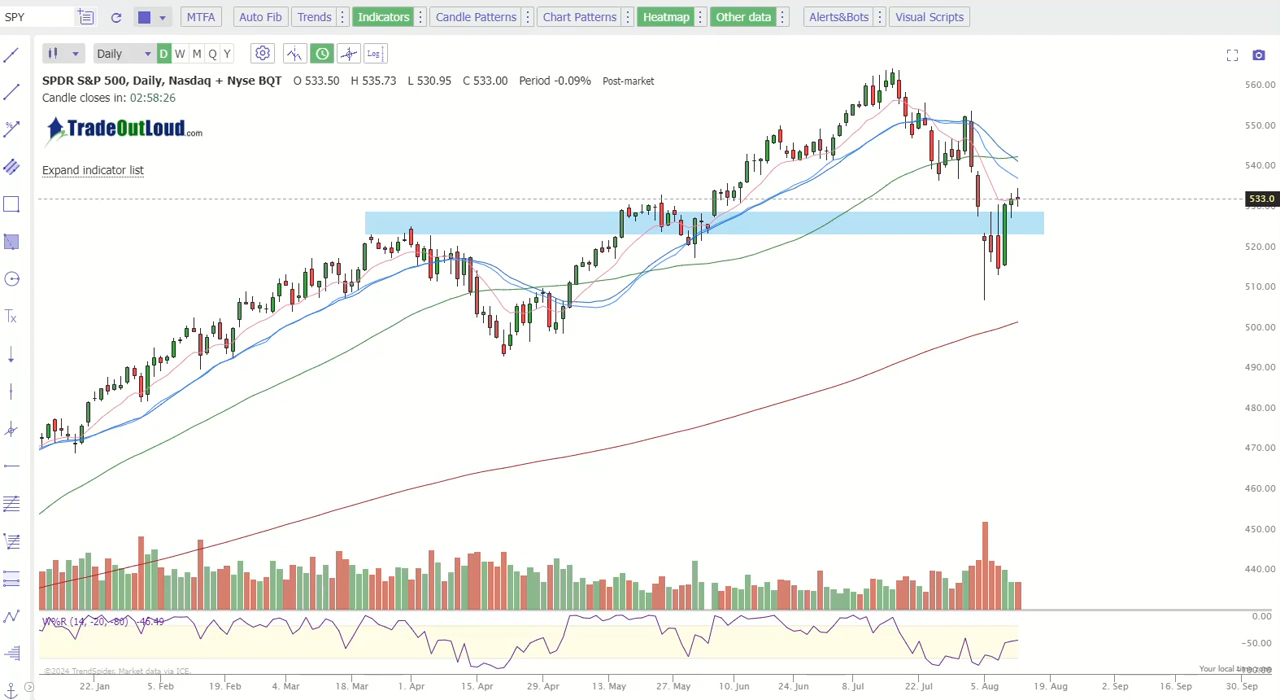 SPY MTFA Auto Fib Trends Indicators Candle Patterns Chart Patterns Heatmap Other data Alerts&Bots Visual Scripts
Daily D W M Q Y Log
SPDR S&P 500, Daily, Nasdaq + Nyse BQT O 533.50 H 535.73 L 530.95 C 533.00 Period -0.09% Post-market
Candle closes in: 02:58:26
TradeOutLoud.com
Expand indicator list
560.00
550.00
540.00
533.0
520.00
510.00
500.00
490.00
480.00
470.00
460.00
450.00
440.00
W%R (14, -20, -80) -46.49
0.00
-50.00
©2024 TrendSpider. Market data via ICE.
Your local
22. Jan 5. Feb 19. Feb 4. Mar 18. Mar 1. Apr 15. Apr 29. Apr 13. May 27. May 10. Jun 24. Jun 8. Jul 22. Jul 5. Aug 19. Aug 2. Sep 16. Sep 30. Sep
Tx
%